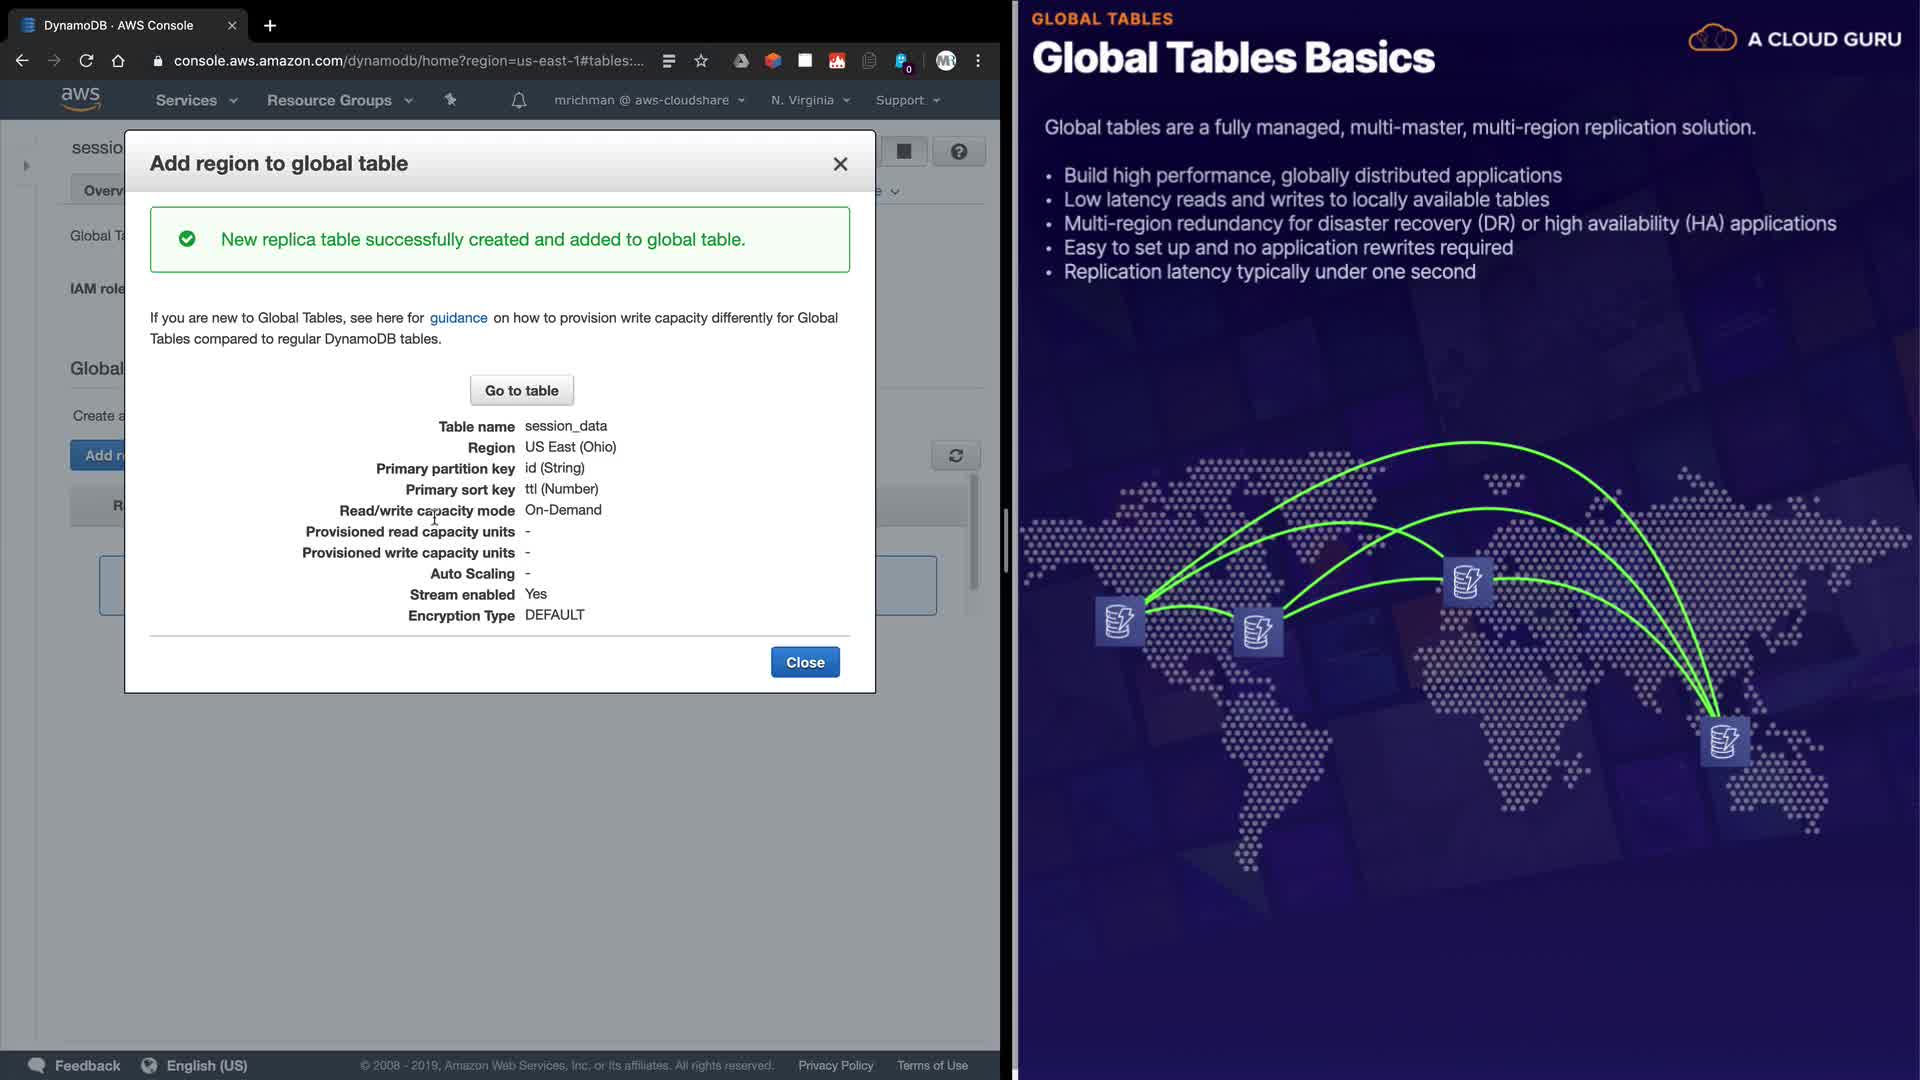 DynamoDB · AWS Console
console.aws.amazon.com/dynamodb/home?region=us-east-1#tables:...
0
MR
aws
Services
Resource Groups
mrichman @ aws-cloudshare
N. Virginia
Support
sessio
Overv
Global Ta
IAM role
Global
Create a
Add r
R
e
Add region to global table
New replica table successfully created and added to global table.
If you are new to Global Tables, see here for guidance on how to provision write capacity differently for Global
Tables compared to regular DynamoDB tables.
Go to table
Table name session_data
Region US East (Ohio)
Primary partition key id (String)
Primary sort key ttl (Number)
Read/write capacity mode On-Demand
Provisioned read capacity units -
Provisioned write capacity units -
Auto Scaling -
Stream enabled Yes
Encryption Type DEFAULT
Close
Feedback
English (US)
© 2008 - 2019, Amazon Web Services, Inc. or its affiliates. All rights reserved.
Privacy Policy
Terms of Use
GLOBAL TABLES
Global Tables Basics
A CLOUD GURU
Global tables are a fully managed, multi-master, multi-region replication solution.
• Build high performance, globally distributed applications
• Low latency reads and writes to locally available tables
• Multi-region redundancy for disaster recovery (DR) or high availability (HA) applications
• Easy to set up and no application rewrites required
• Replication latency typically under one second